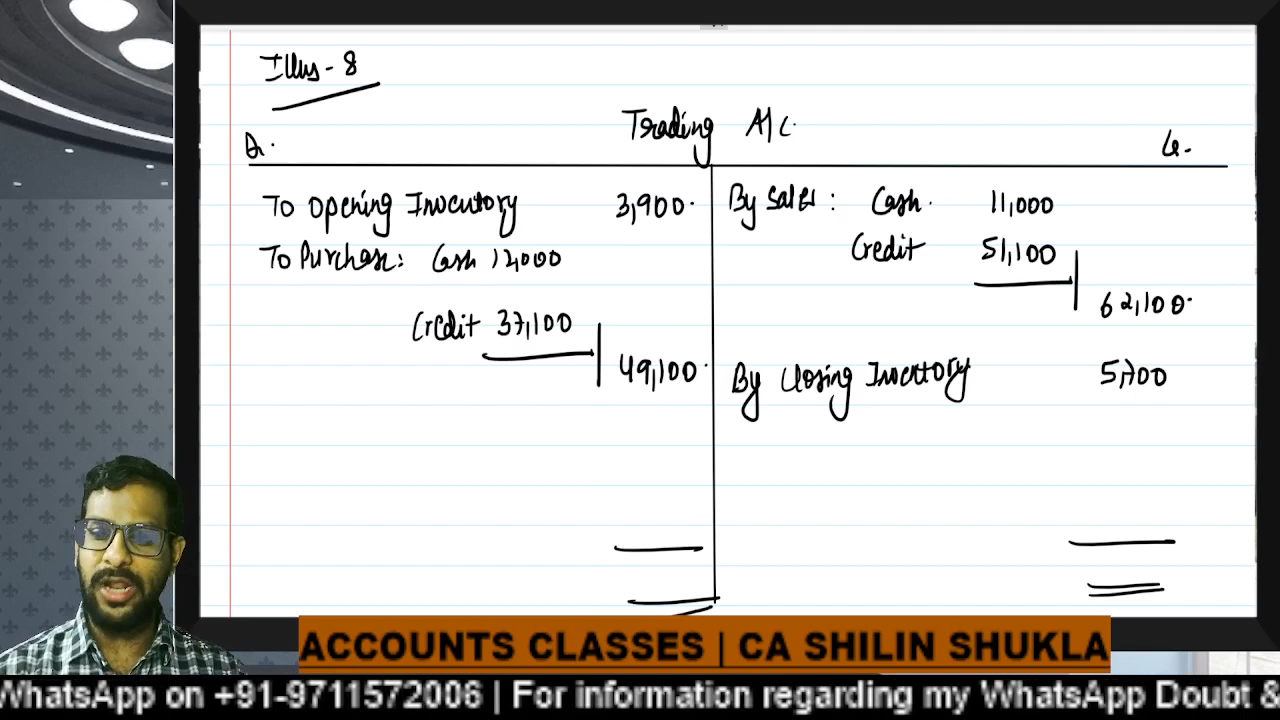 Illus - 8
Trading A/C.
Dr. Cr.
To Opening Inventory 3,900.
By Sales : Cash. 11,000
To Purchase: Cash 12,000
Credit 51,100
62,100.
Credit 37,100
49,100.
By Closing Inventory 5,700
ACCOUNTS CLASSES | CA SHILIN SHUKLA
WhatsApp on +91-9711572006 | For information regarding my WhatsApp Doubt &